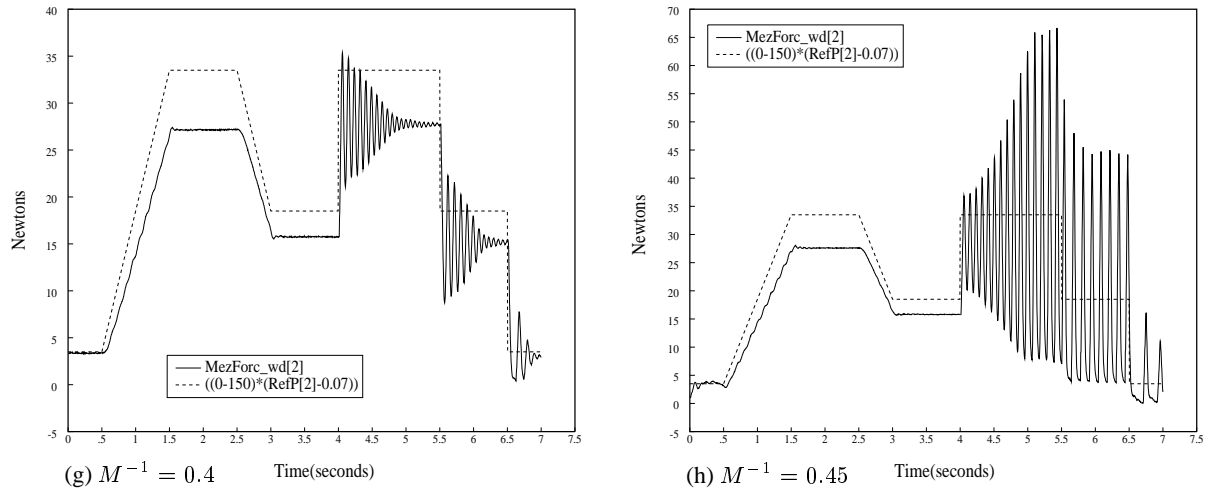 40
35
30
25
20
15
10
5
0
-5
Newtons
MezForc_wd[2]
((0-150)*(RefP[2]-0.07))
0 .5 1 1.5 2 2.5 3 3.5 4 4.5 5 5.5 6 6.5 7 7.5
(g) M⁻¹ = 0.4 Time(seconds)
70
65
60
55
50
45
40
35
30
25
20
15
10
5
0
-5
Newtons
MezForc_wd[2]
((0-150)*(RefP[2]-0.07))
0 .5 1 1.5 2 2.5 3 3.5 4 4.5 5 5.5 6 6.5 7 7.5
(h) M⁻¹ = 0.45 Time(seconds)